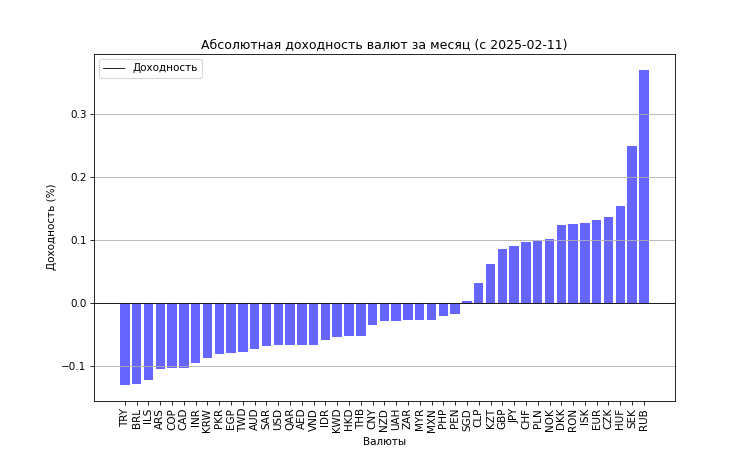 Абсолютная доходность валют за месяц (с 2025-02-11)
Доходность
Доходность (%)
0.3
0.2
0.1
0.0
−0.1
TRY BRL ILS ARS COP CAD INR KRW PKR EGP TWD AUD SAR USD QAR AED VND IDR KWD HKD THB CNY NZD UAH ZAR MYR MXN PHP PEN SGD CLP KZT GBP JPY CHF PLN NOK DKK RON ISK EUR CZK HUF SEK RUB
Валюты